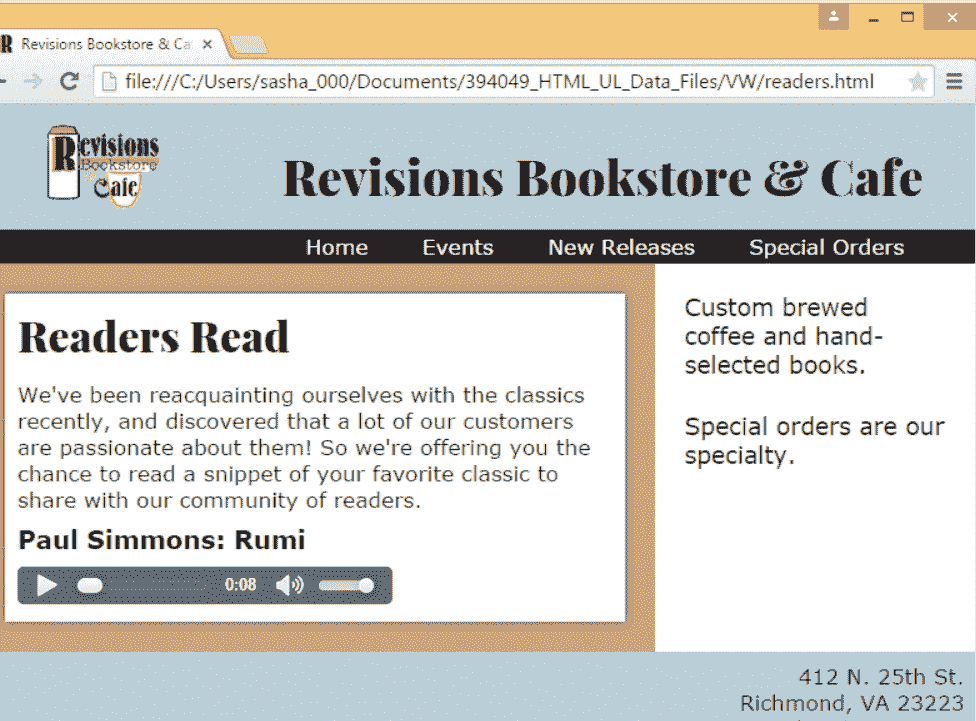 Revisions Bookstore & Ca
file:///C:/Users/sasha_000/Documents/394049_HTML_UL_Data_Files/VW/readers.html
Revisions
Bookstore
Cafe
Revisions Bookstore & Cafe
Home Events New Releases Special Orders
Readers Read
We've been reacquainting ourselves with the classics
recently, and discovered that a lot of our customers
are passionate about them! So we're offering you the
chance to read a snippet of your favorite classic to
share with our community of readers.
Paul Simmons: Rumi
0:08
Custom brewed
coffee and hand-
selected books.
Special orders are our
specialty.
412 N. 25th St.
Richmond, VA 23223